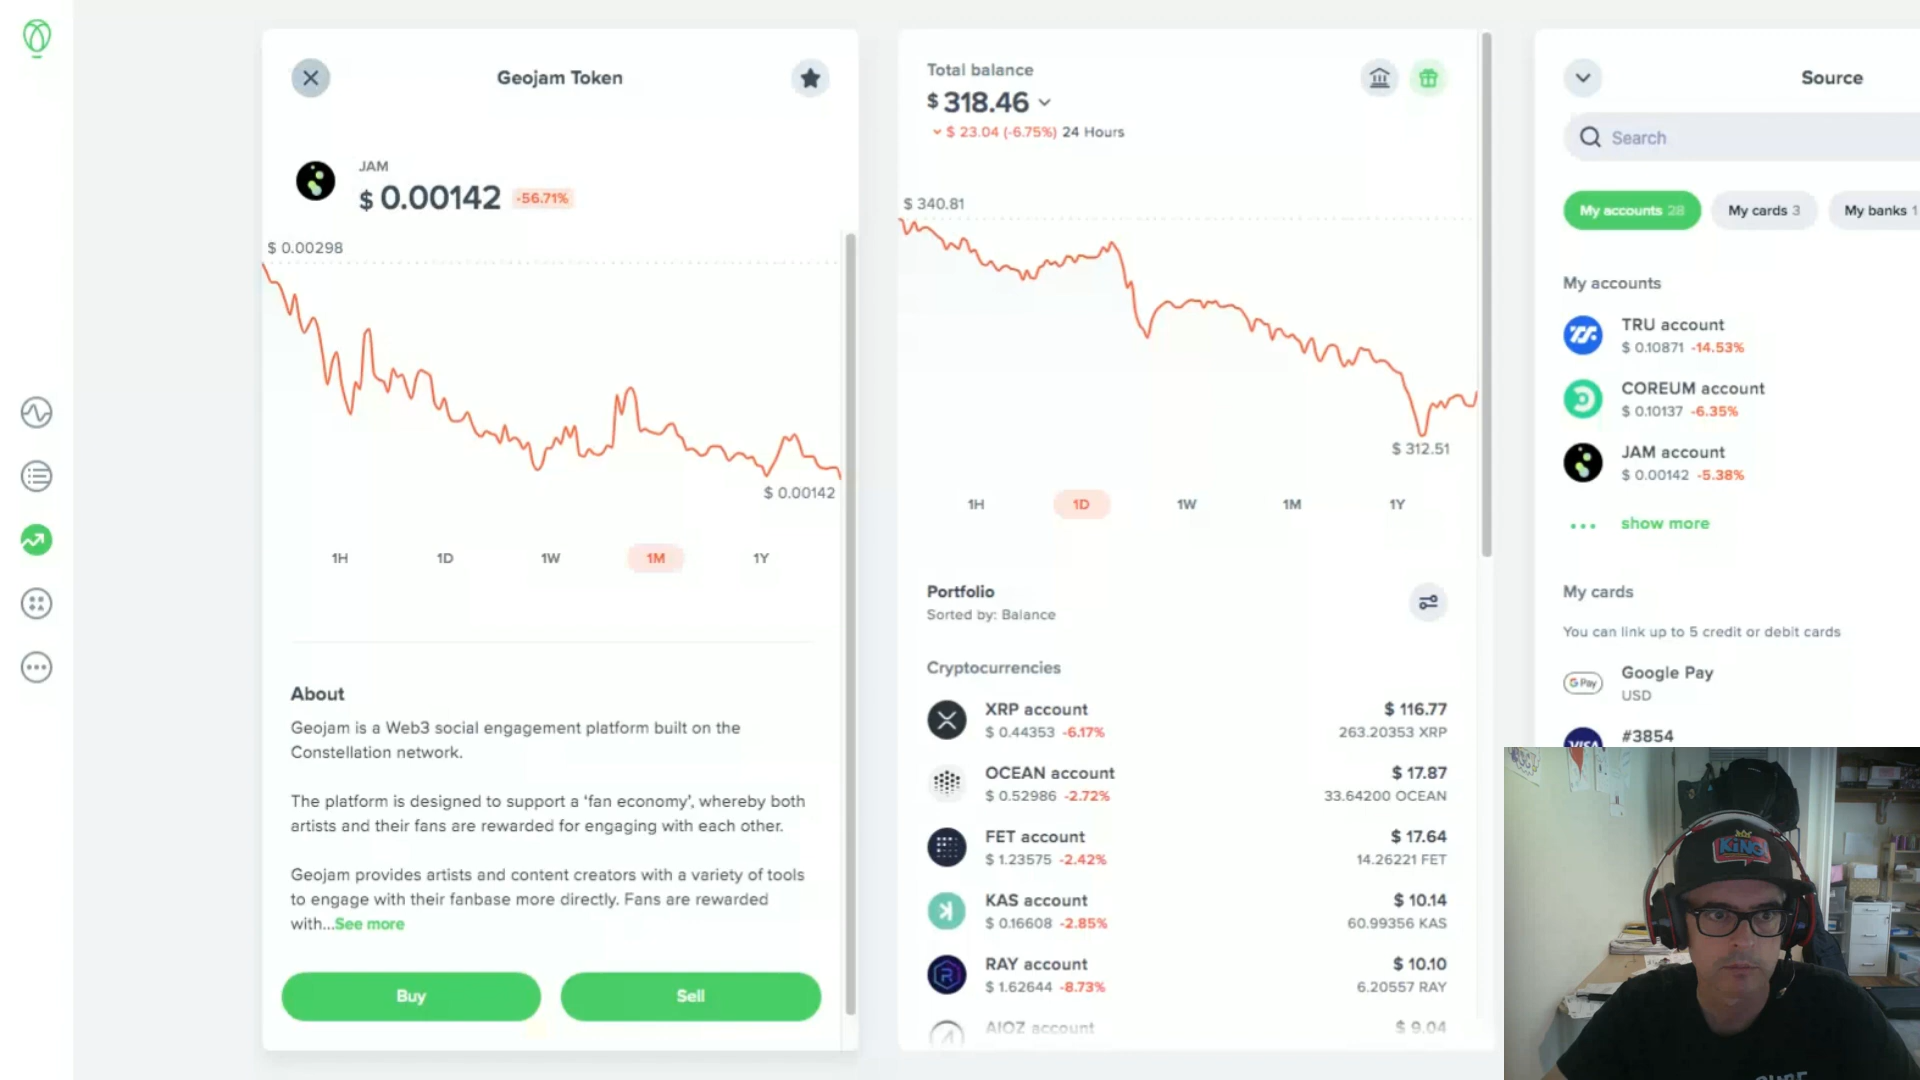 Geojam Token
JAM
$ 0.00142 -56.71%
$ 0.00298
$ 0.00142
1H 1D 1W 1M 1Y
About
Geojam is a Web3 social engagement platform built on the
Constellation network.
The platform is designed to support a ‘fan economy’, whereby both
artists and their fans are rewarded for engaging with each other.
Geojam provides artists and content creators with a variety of tools
to engage with their fanbase more directly. Fans are rewarded
with...See more
Buy Sell
Total balance
$ 318.46
$ 23.04 (-6.75%) 24 Hours
$ 340.81
$ 312.51
1H 1D 1W 1M 1Y
Portfolio
Sorted by: Balance
Cryptocurrencies
XRP account $ 116.77
$ 0.44353 -6.17% 263.20353 XRP
OCEAN account $ 17.87
$ 0.52986 -2.72% 33.64200 OCEAN
FET account $ 17.64
$ 1.23575 -2.42% 14.26221 FET
KAS account $ 10.14
$ 0.16608 -2.85% 60.99356 KAS
RAY account $ 10.10
$ 1.62644 -8.73% 6.20557 RAY
AIOZ account $ 9.04
Source
Search
My accounts 28 My cards 3 My banks 1
My accounts
TRU account
$ 0.10871 -14.53%
COREUM account
$ 0.10137 -6.35%
JAM account
$ 0.00142 -5.38%
show more
My cards
You can link up to 5 credit or debit cards
G Pay Google Pay
USD
VISA #3854
KING